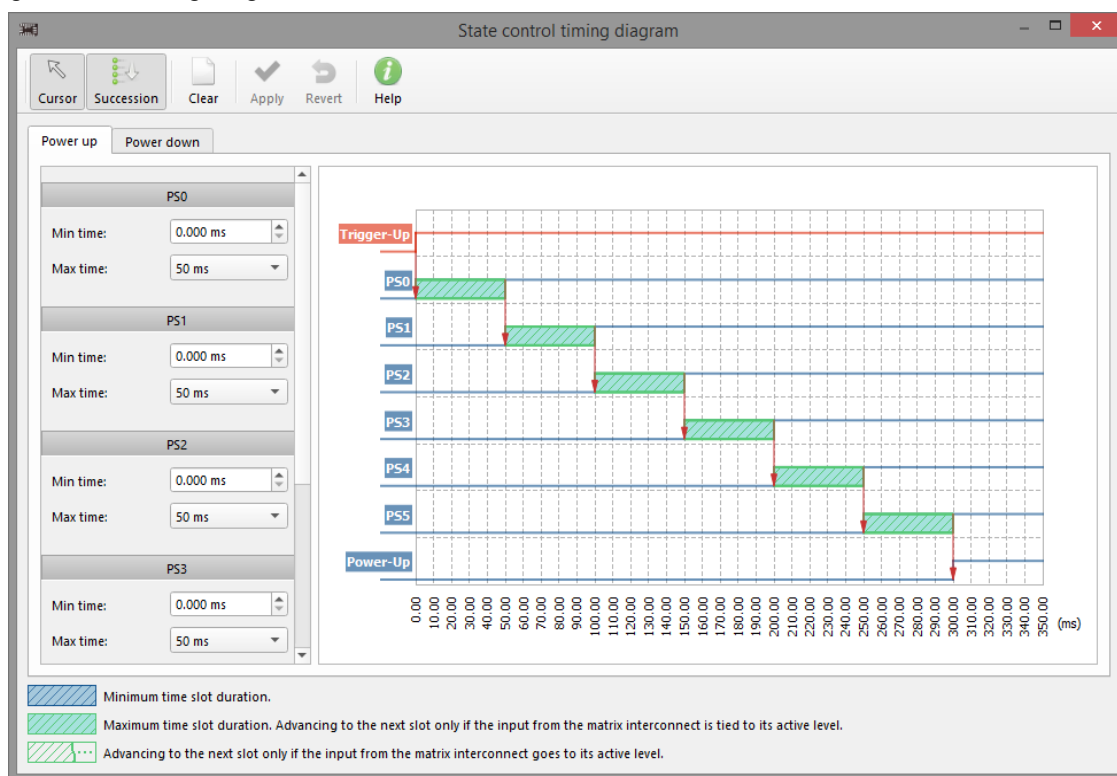 State control timing diagram
Cursor Succession Clear Apply Revert Help
Power up Power down
PS0
Min time: 0.000 ms
Max time: 50 ms
PS1
Min time: 0.000 ms
Max time: 50 ms
PS2
Min time: 0.000 ms
Max time: 50 ms
PS3
Min time: 0.000 ms
Max time: 50 ms
Trigger-Up
PS0
PS1
PS2
PS3
PS4
PS5
Power-Up
0.00 10.00 20.00 30.00 40.00 50.00 60.00 70.00 80.00 90.00 100.00 110.00 120.00 130.00 140.00 150.00 160.00 170.00 180.00 190.00 200.00 210.00 220.00 230.00 240.00 250.00 260.00 270.00 280.00 290.00 300.00 310.00 320.00 330.00 340.00 350.00 (ms)
Minimum time slot duration.
Maximum time slot duration. Advancing to the next slot only if the input from the matrix interconnect is tied to its active level.
Advancing to the next slot only if the input from the matrix interconnect goes to its active level.